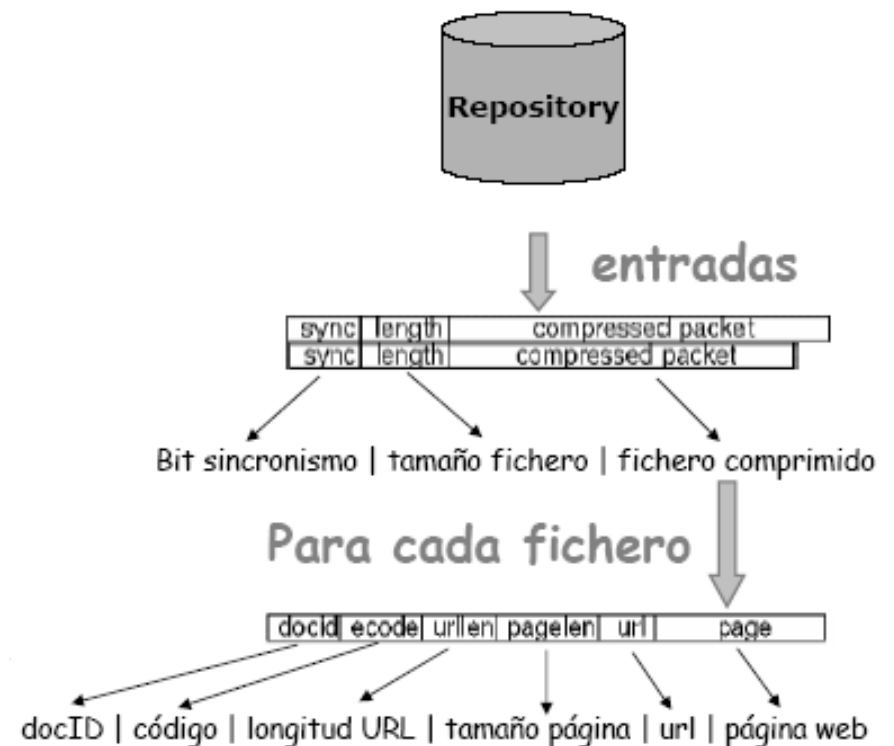 Repository
entradas
sync length compressed packet
sync length compressed packet
Bit sincronismo | tamaño fichero | fichero comprimido
Para cada fichero
docid ecode urllen pagelen url page
docID | código | longitud URL | tamaño página | url | página web